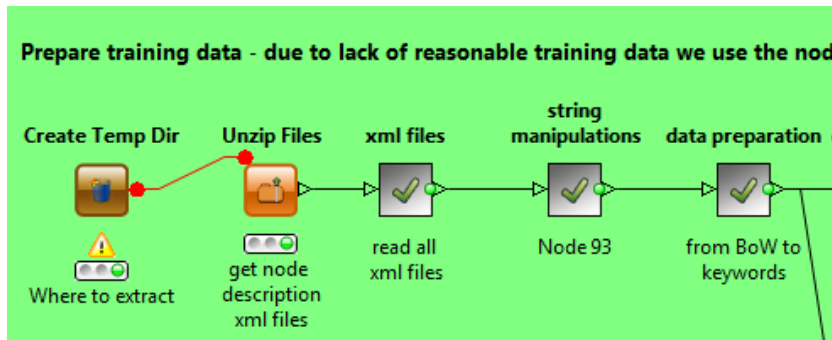 Prepare training data - due to lack of reasonable training data we use the nod
string
Create Temp Dir Unzip Files xml files manipulations data preparation
read all Node 93 from BoW to
get node xml files keywords
Where to extract description
xml files